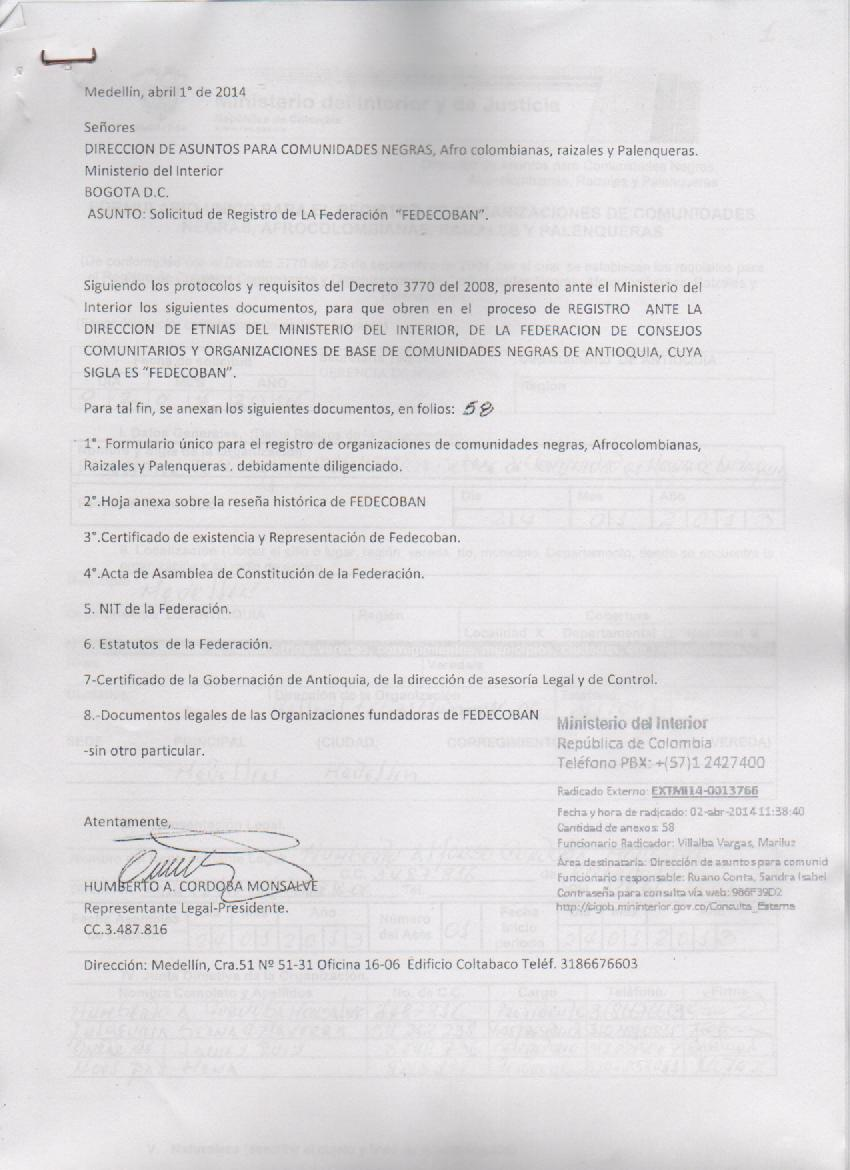 Medellín, abril 1° de 2014
Señores
DIRECCION DE ASUNTOS PARA COMUNIDADES NEGRAS, Afro colombianas, raizales y Palenqueras.
Ministerio del Interior
BOGOTA D.C.
ASUNTO: Solicitud de Registro de LA Federación "FEDECOBAN".
Siguiendo los protocolos y requisitos del Decreto 3770 del 2008, presento ante el Ministerio del
Interior los siguientes documentos, para que obren en el proceso de REGISTRO ANTE LA
DIRECCION DE ETNIAS DEL MINISTERIO DEL INTERIOR, DE LA FEDERACION DE CONSEJOS
COMUNITARIOS Y ORGANIZACIONES DE BASE DE COMUNIDADES NEGRAS DE ANTIOQUIA, CUYA
SIGLA ES "FEDECOBAN".
Para tal fin, se anexan los siguientes documentos, en folios: 58
1°. Formulario único para el registro de organizaciones de comunidades negras, Afrocolombianas,
Raizales y Palenqueras . debidamente diligenciado.
2°.Hoja anexa sobre la reseña histórica de FEDECOBAN
3°.Certificado de existencia y Representación de Fedecoban.
4°.Acta de Asamblea de Constitución de la Federación.
5. NIT de la Federación.
6. Estatutos de la Federación.
7-Certificado de la Gobernación de Antioquia, de la dirección de asesoría Legal y de Control.
8.-Documentos legales de las Organizaciones fundadoras de FEDECOBAN
-sin otro particular.
Ministerio del Interior
República de Colombia
Teléfono PBX: +(57)1 2427400
Radicado Externo: EXTMI14-0013766
Fecha y hora de radicado: 02-abr-2014 11:38:40
Cantidad de anexos: 58
Funcionario Radicador: Villalba Vargas, Mariluz
Área destinataria: Dirección de asuntos para comunid
Funcionario responsable: Ruano Conta, Sandra Isabel
Contraseña para consulta vía web: 986F39D2
http://sigob.mininterior.gov.co/Consulta_Externa
Atentamente,
HUMBERTO A. CORDOBA MONSALVE
Representante Legal-Presidente.
CC.3.487.816
Dirección: Medellín, Cra.51 Nº 51-31 Oficina 16-06 Edificio Coltabaco Teléf. 3186676603